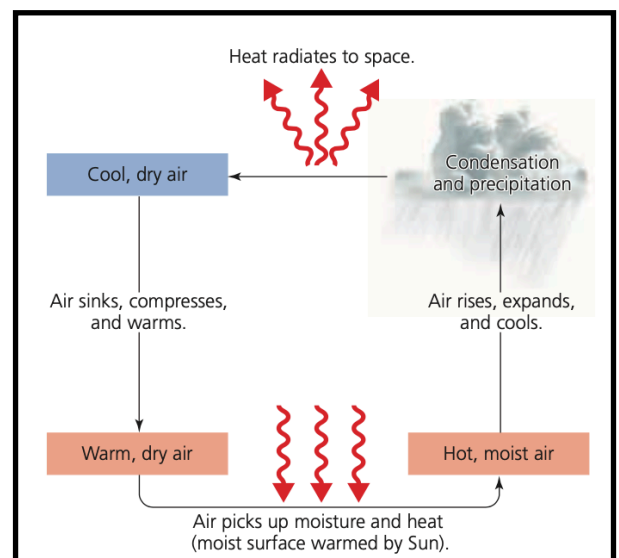 Heat radiates to space.
Cool, dry air
Condensation
and precipitation
Air sinks, compresses,
and warms.
Air rises, expands,
and cools.
Warm, dry air
Hot, moist air
Air picks up moisture and heat
(moist surface warmed by Sun).